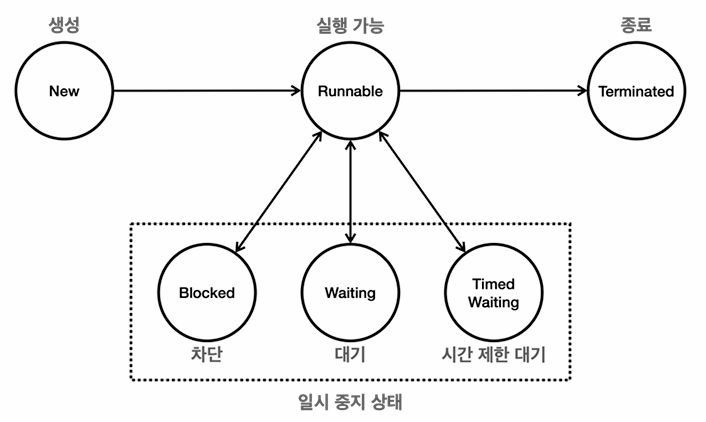 생성
실행 가능
종료
New
Runnable
Terminated
Blocked
Waiting
Timed
Waiting
차단
대기
시간 제한 대기
일시 중지 상태